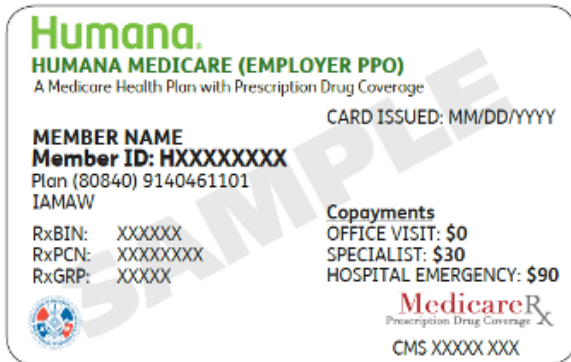 Humana®
HUMANA MEDICARE (EMPLOYER PPO)
A Medicare Health Plan with Prescription Drug Coverage
CARD ISSUED: MM/DD/YYYY
MEMBER NAME
Member ID: HXXXXXXXX
Plan (80840) 9140461101
IAMAW
RxBIN: XXXXXX
RxPCN: XXXXXXXX
RxGRP: XXXXX
Copayments
OFFICE VISIT: $0
SPECIALIST: $30
HOSPITAL EMERGENCY: $90
MedicareRx
Prescription Drug Coverage
CMS XXXXX XXX
SAMPLE